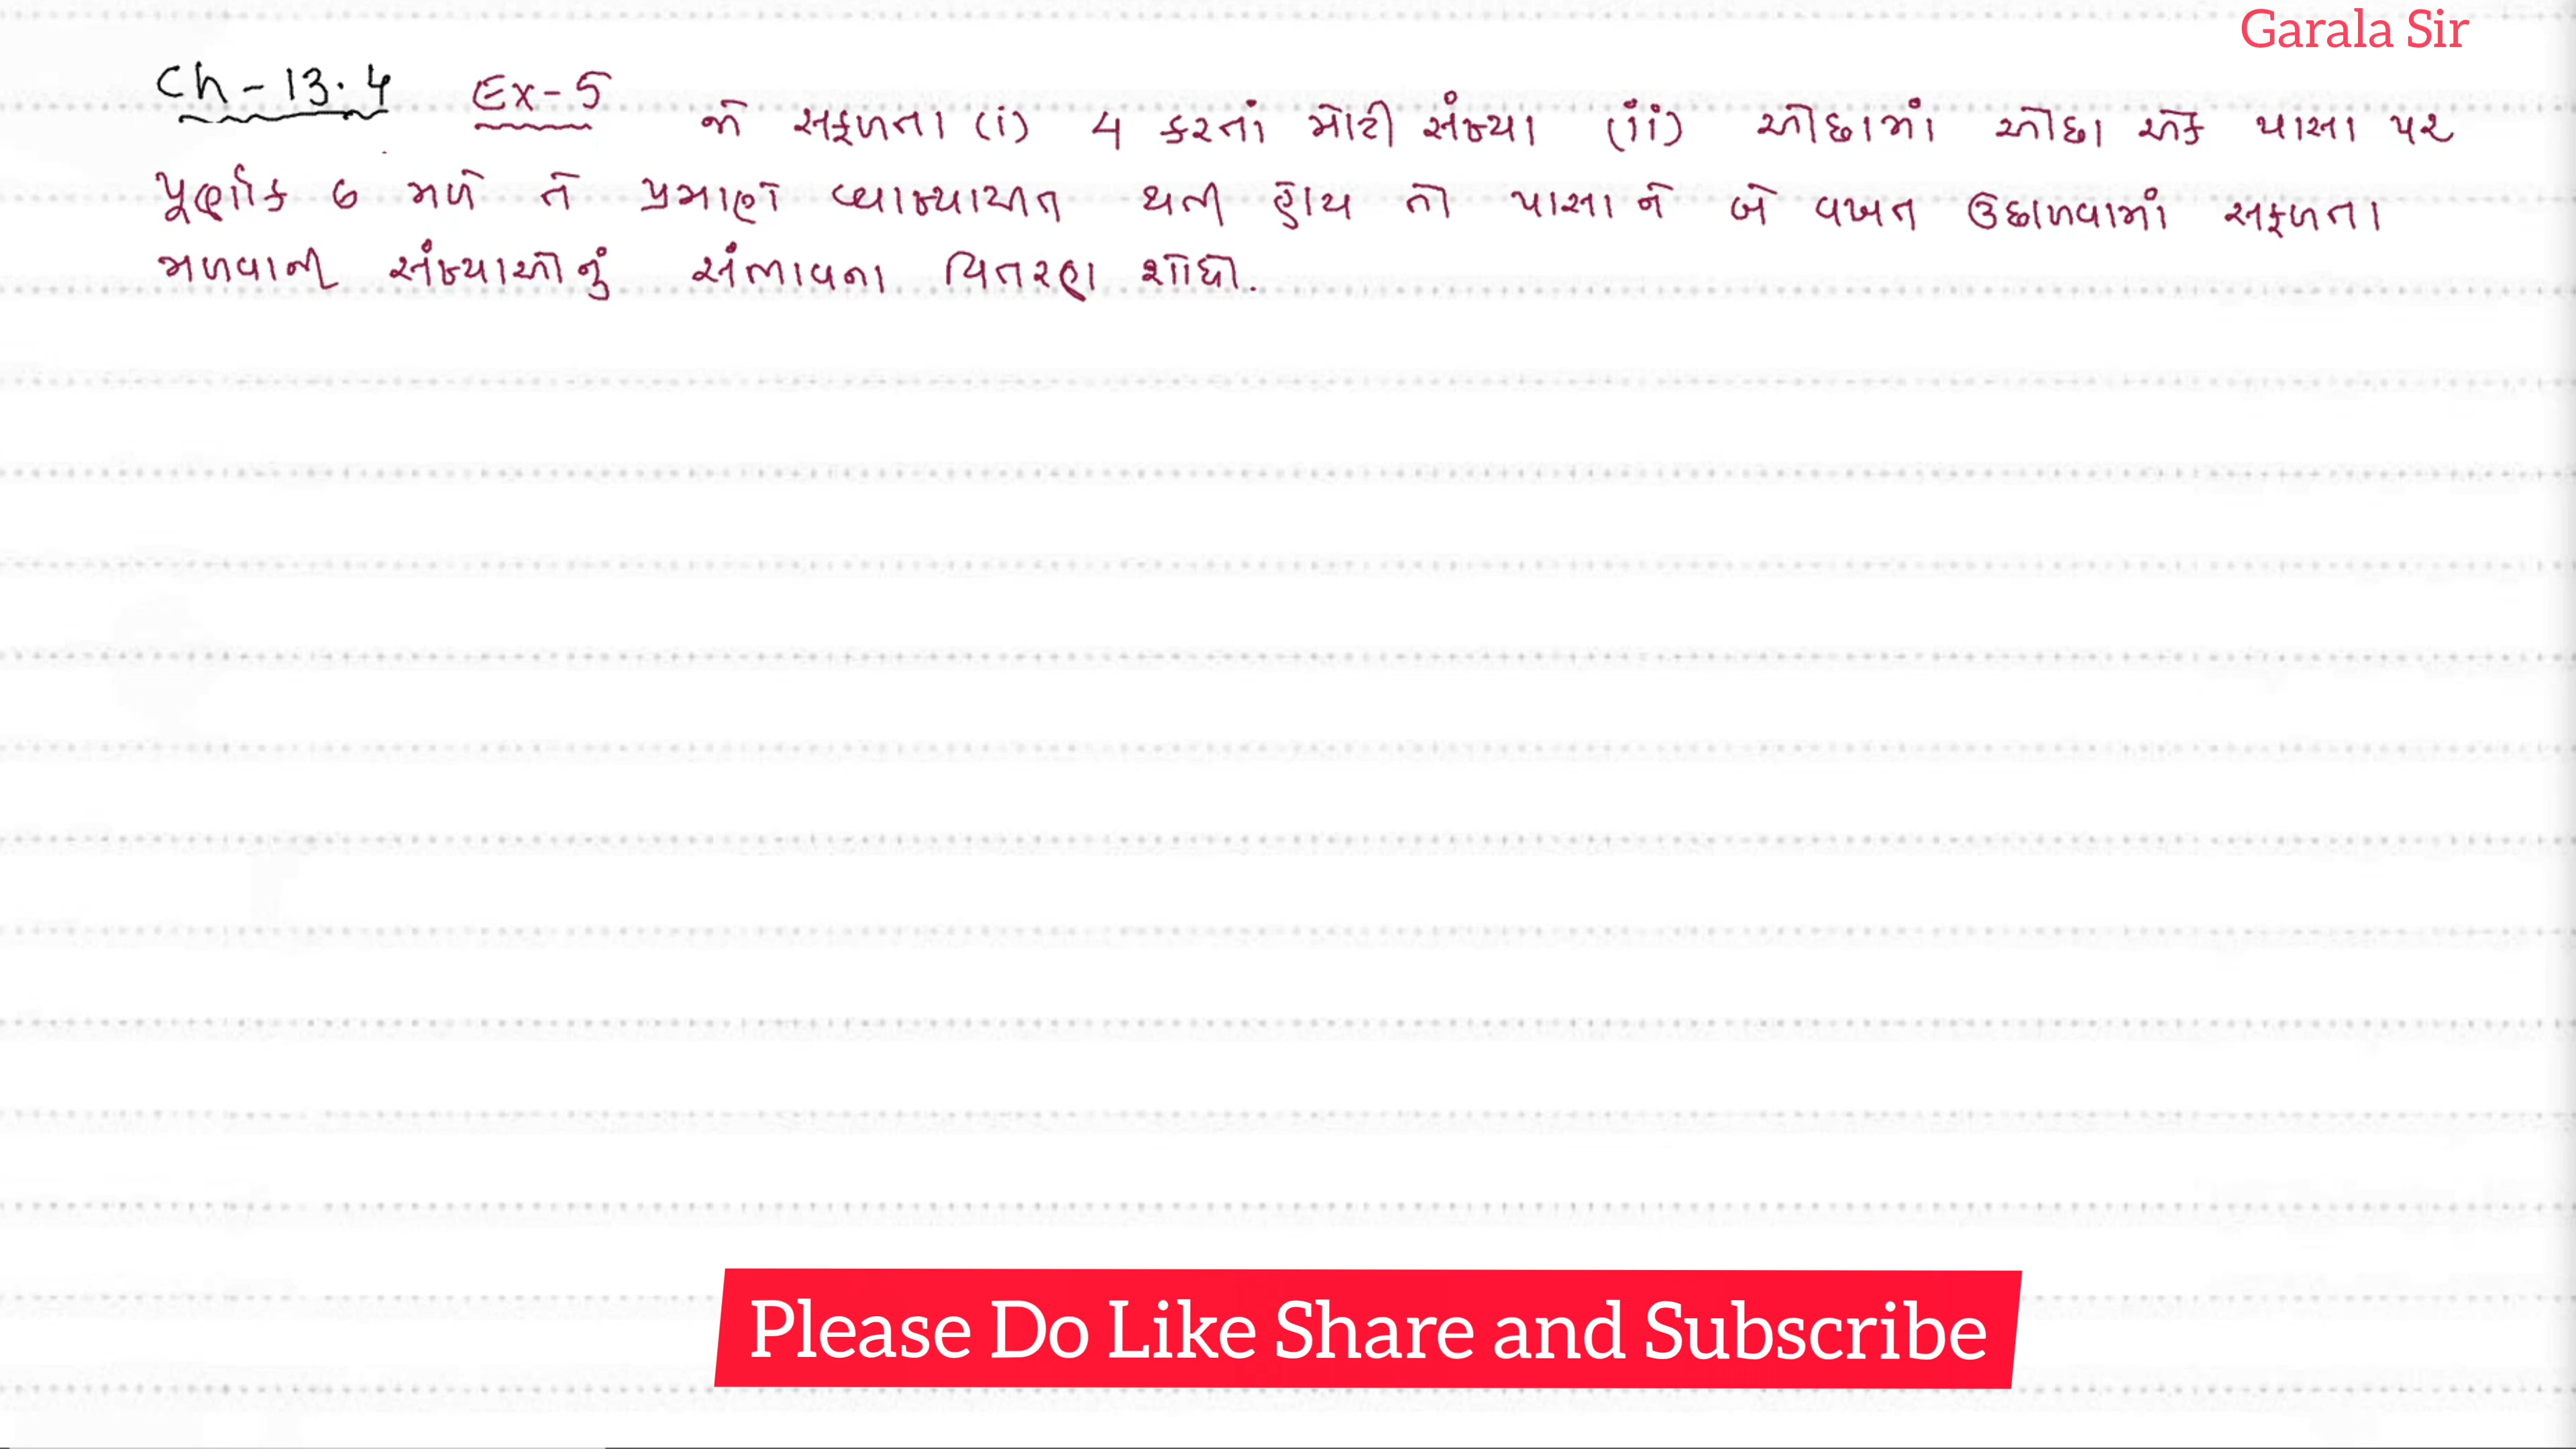 Garala Sir
Ch - 13.4 Ex - 5 જો સફળતા (i) 4 કરતાં મોટી સંખ્યા (ii) ઓછામાં ઓછા એક પાસા પર
પૂર્ણાંક 6 મળે તે પ્રમાણે વ્યાખ્યાયીત થતી હોય તો પાસાને બે વખત ઉછાળવામાં સફળતા
મળવાની સંખ્યાઓનું સંભાવના વિતરણ શોધો.
Please Do Like Share and Subscribe